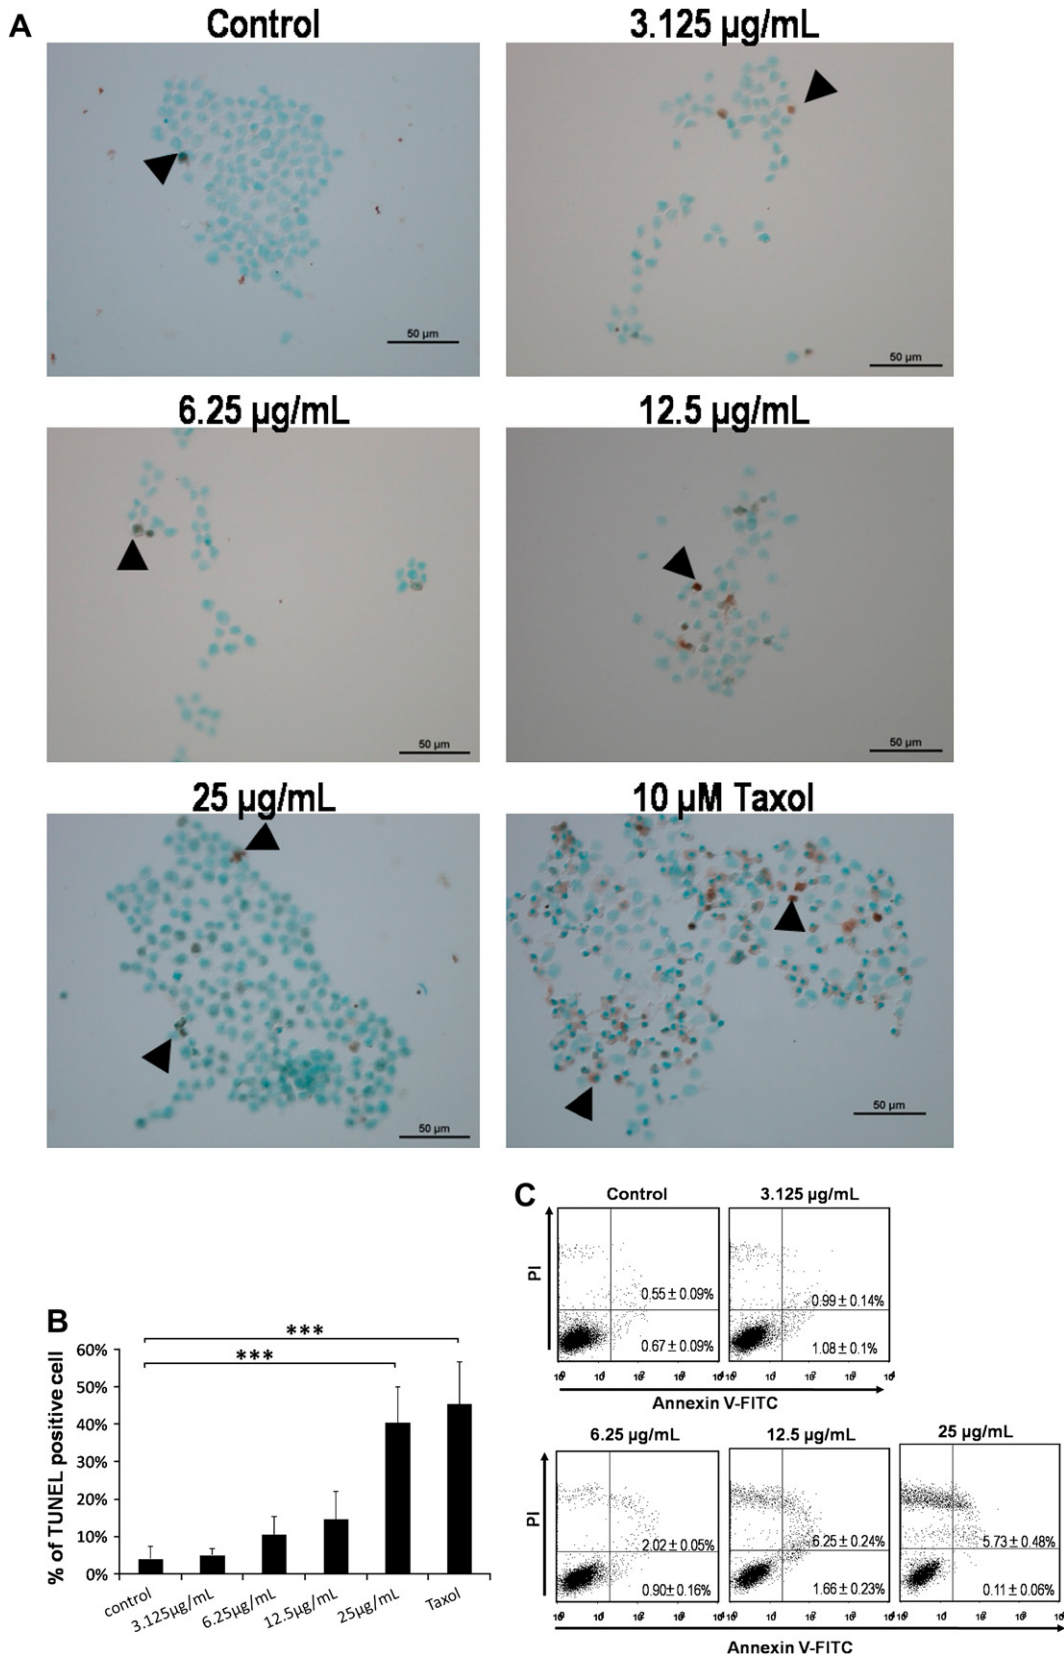 A
Control
3.125 µg/mL
50 µm
50 µm
6.25 µg/mL
12.5 µg/mL
50 µm
50 µm
25 µg/mL
10 µM Taxol
50 µm
50 µm
B
% of TUNEL positive cell
60%
50%
40%
30%
20%
10%
0%
***
***
control
3.125µg/mL
6.25µg/mL
12.5µg/mL
25µg/mL
Taxol
C
Control
3.125 µg/mL
PI
0.55 ± 0.09%
0.67 ± 0.09%
0.99 ± 0.14%
1.08 ± 0.1%
Annexin V-FITC
6.25 µg/mL
12.5 µg/mL
25 µg/mL
PI
2.02 ± 0.05%
0.90 ± 0.16%
6.25 ± 0.24%
1.66 ± 0.23%
5.73 ± 0.48%
0.11 ± 0.06%
Annexin V-FITC